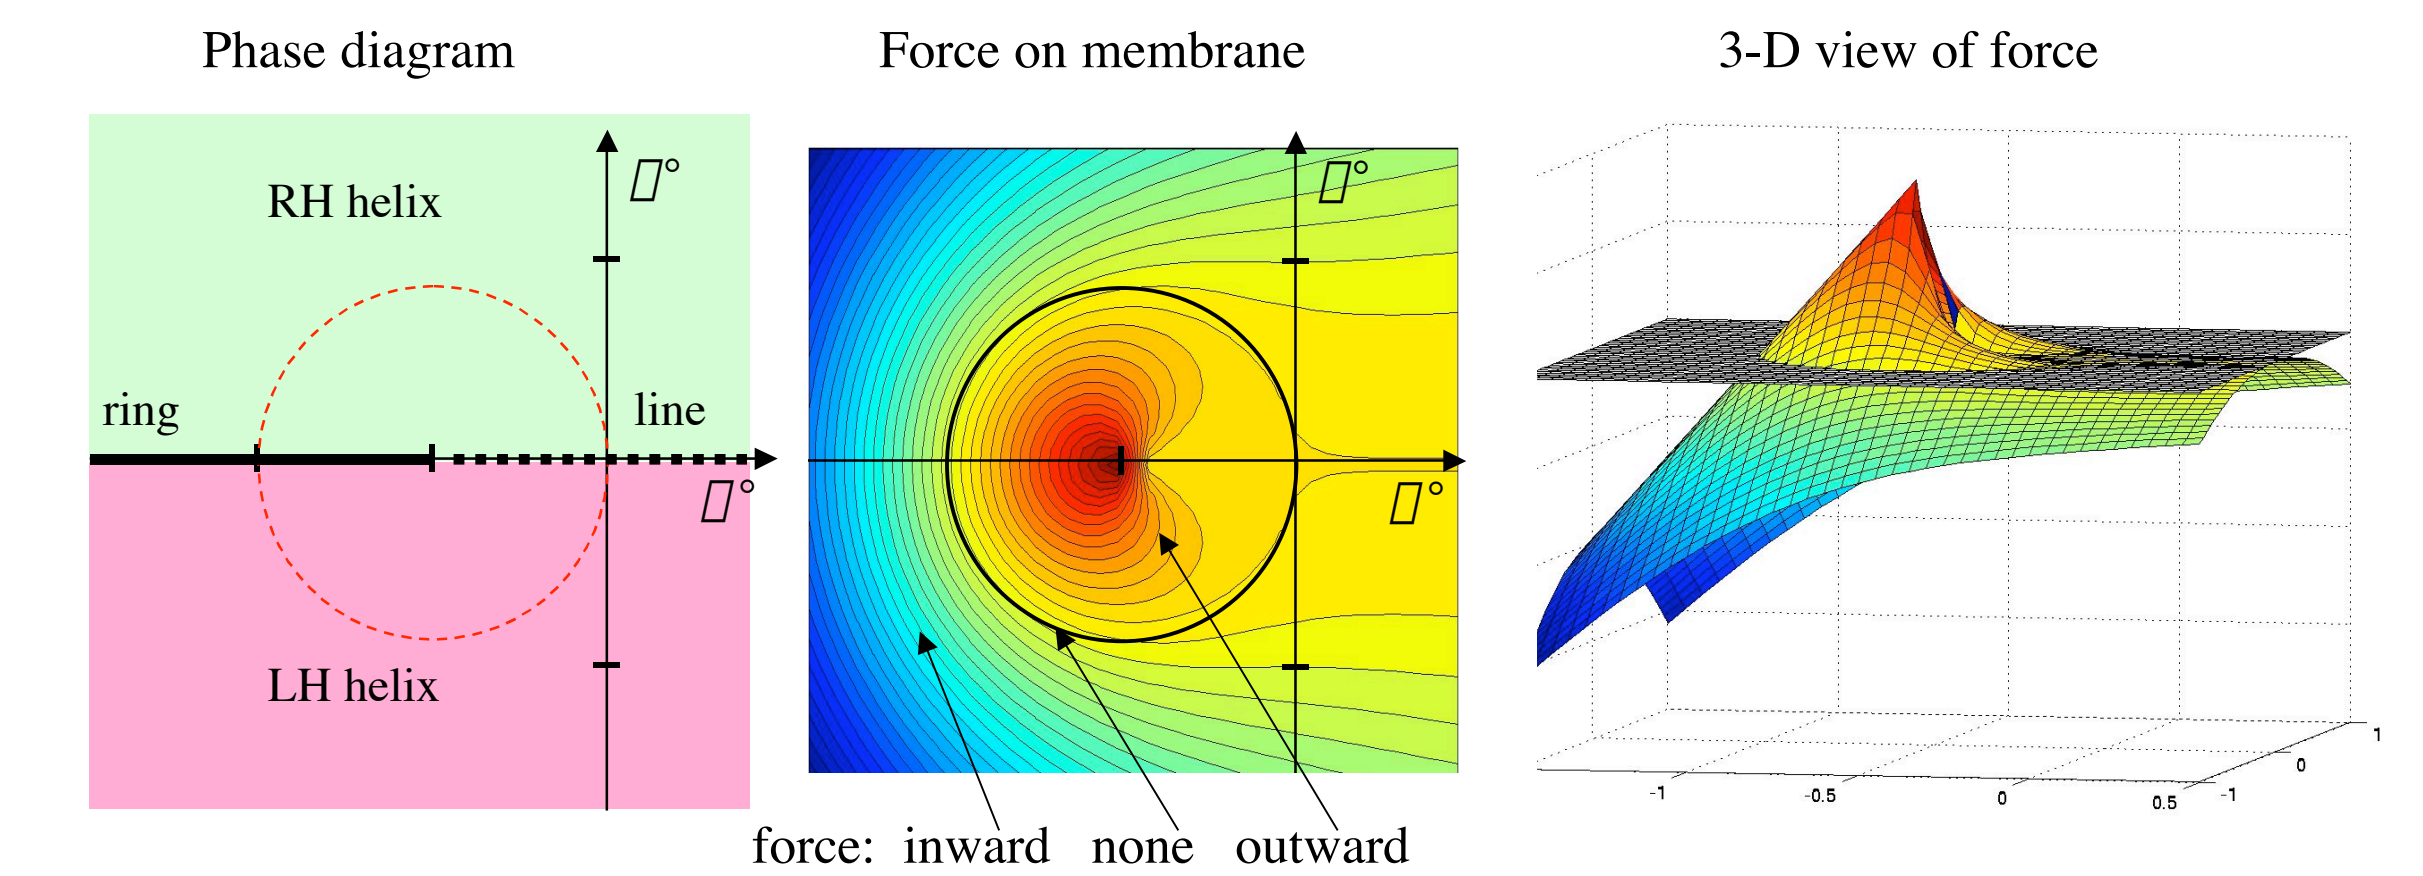 Phase diagram
Force on membrane
3-D view of force
RH helix
ring
line
LH helix
°
°
°
°
force: inward none outward
-1
-0.5
0
0.5
-1
0
1